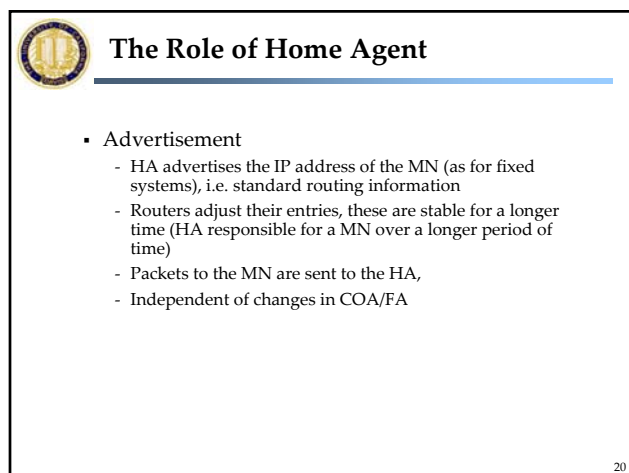 The Role of Home Agent
▪ Advertisement
- HA advertises the IP address of the MN (as for fixed
systems), i.e. standard routing information
- Routers adjust their entries, these are stable for a longer
time (HA responsible for a MN over a longer period of
time)
- Packets to the MN are sent to the HA,
- Independent of changes in COA/FA
20